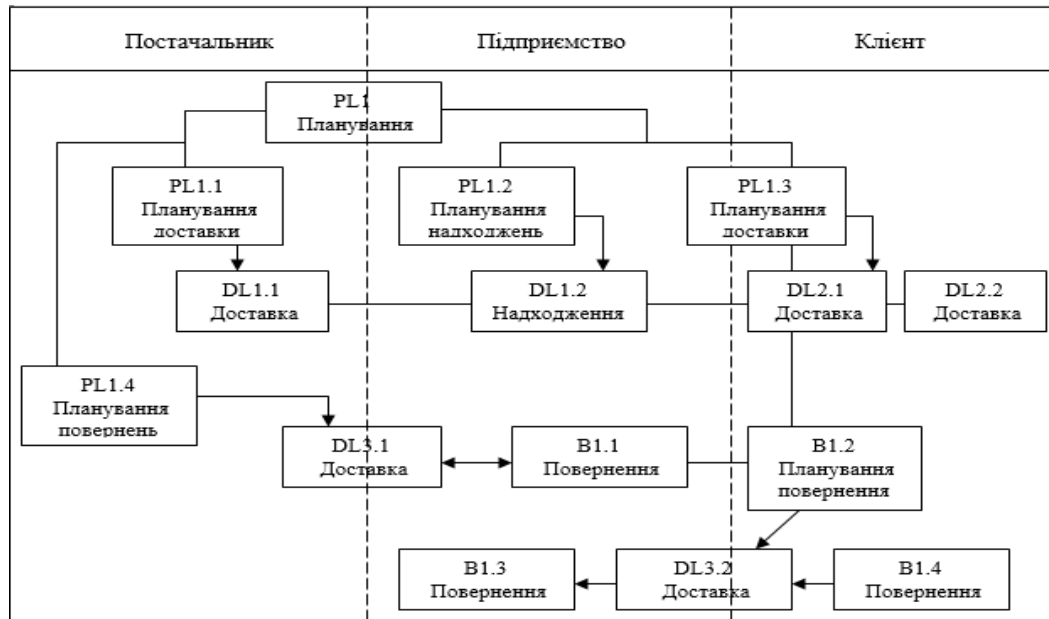 Постачальник
Підприємство
Клієнт
PL1
Планування
PL1.1
Планування
доставки
PL1.2
Планування
надходжень
PL1.3
Планування
доставки
DL1.1
Доставка
DL1.2
Надходження
DL2.1
Доставка
DL2.2
Доставка
PL1.4
Планування
повернень
DL3.1
Доставка
B1.1
Повернення
B1.2
Планування
повернення
B1.3
Повернення
DL3.2
Доставка
B1.4
Повернення